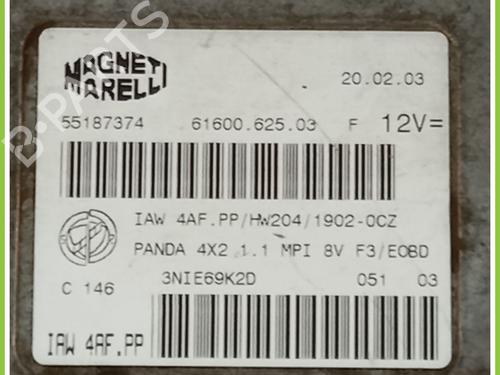 MAGNETI MARELLI
20.02.03
55187374 61600.625.03 F 12V=
IAW 4AF.PP/HW204/1902-0CZ
PANDA 4X2 1.1 MPI 8V F3/EOBD
C 146 3NIE69K2D 051 03
IAW 4AF.PP
B-PARTS